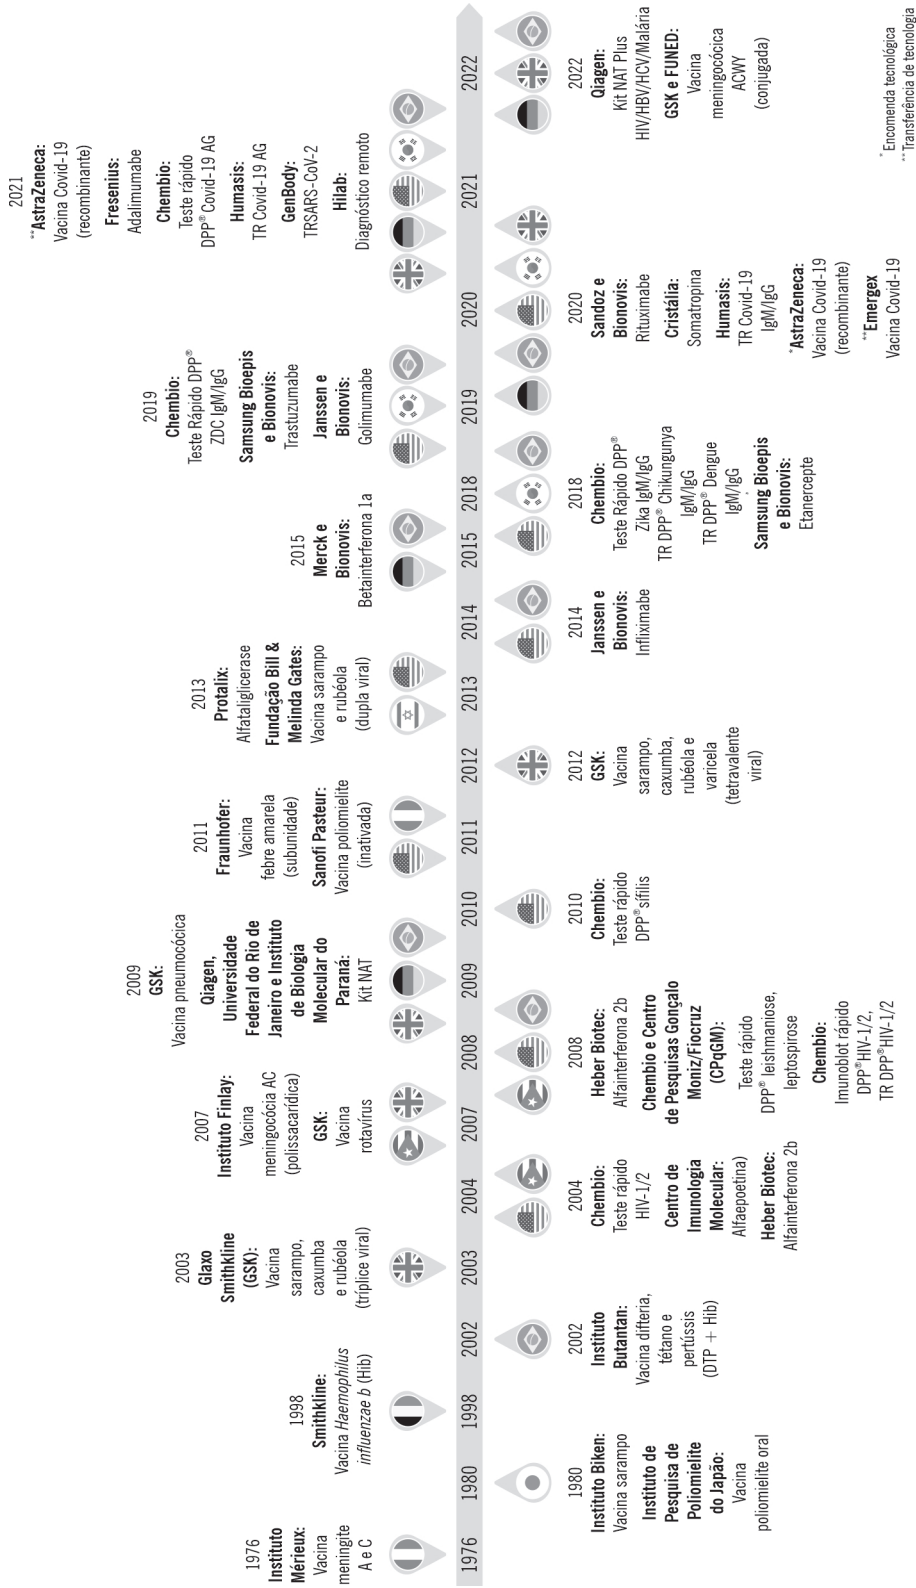 1976
Instituto
Mérieux:
Vacina
meningite
A e C
1980
Instituto Biken:
Vacina sarampo
Instituto de
Pesquisa de
Poliomielite
do Japão:
Vacina
poliomielite oral
1998
Smithkline:
Vacina Haemophilus
influenzae b (Hib)
2002
Instituto
Butantan:
Vacina difteria,
tétano e
pertússis
(DTP + Hib)
2003
Glaxo
Smithkline
(GSK):
Vacina
sarampo,
caxumba
e rubéola
(tríplice viral)
2004
Chembio:
Teste rápido
HIV-1/2
Centro de
Imunologia
Molecular:
Alfaepoetina)
Heber Biotec:
Alfainterferona 2b
2007
Instituto Finlay:
Vacina
meningocócia AC
(polissacarídica)
GSK:
Vacina
rotavírus
2008
Heber Biotec:
Alfainterferona 2b
Chembio e Centro
de Pesquisas Gonçalo
Moniz/Fiocruz
(CPqGM):
Teste rápido
DPP® leishmaniose,
leptospirose
Chembio:
Imunoblot rápido
DPP®HIV-1/2,
TR DPP®HIV-1/2
2009
GSK:
Vacina pneumocócica
Qiagen,
Universidade
Federal do Rio de
Janeiro e Instituto
de Biologia
Molecular do
Paraná:
Kit NAT
2010
Chembio:
Teste rápido
DPP®sífilis
2011
Fraunhofer:
Vacina
febre amarela
(subunidade)
Sanofi Pasteur:
Vacina poliomielite
(inativada)
2012
GSK:
Vacina
sarampo,
caxumba,
rubéola e
varicela
(tetravalente
viral)
2013
Protalix:
Alfataliglicerase
Fundação Bill &
Melinda Gates:
Vacina sarampo
e rubéola
(dupla viral)
2014
Janssen e
Bionovis:
Infliximabe
2015
Merck e
Bionovis:
Betainterferona 1a
2018
Chembio:
Teste Rápido DPP®
Zika IgM/IgG
TR DPP® Chikungunya
IgM/IgG
TR DPP® Dengue
IgM/IgG
Samsung Bioepis
e Bionovis:
Etanercepte
2019
Chembio:
Teste Rápido DPP®
ZDC IgM/IgG
Samsung Bioepis
e Bionovis:
Trastuzumabe
Janssen e
Bionovis:
Golimumabe
2020
Sandoz e
Bionovis:
Rituximabe
Cristália:
Somatropina
Humasis:
TR Covid-19
IgM/IgG
*AstraZeneca:
Vacina Covid-19
(recombinante)
**Emergex
Vacina Covid-19
2021
**AstraZeneca:
Vacina Covid-19
(recombinante)
Fresenius:
Adalimumabe
Chembio:
Teste rápido
DPP® Covid-19 AG
Humasis:
TR Covid-19 AG
GenBody:
TRSARS-CoV-2
Hilab:
Diagnóstico remoto
2022
Qiagen:
Kit NAT Plus
HIV/HBV/HCV/Malária
GSK e FUNED:
Vacina
meningocócica
ACWY
(conjugada)
1976 1980 1998 2002 2003 2004 2007 2008 2009 2010 2011 2012 2013 2014 2015 2018 2019 2020 2021 2022
* Encomenda tecnológica
** Transferência de tecnologia